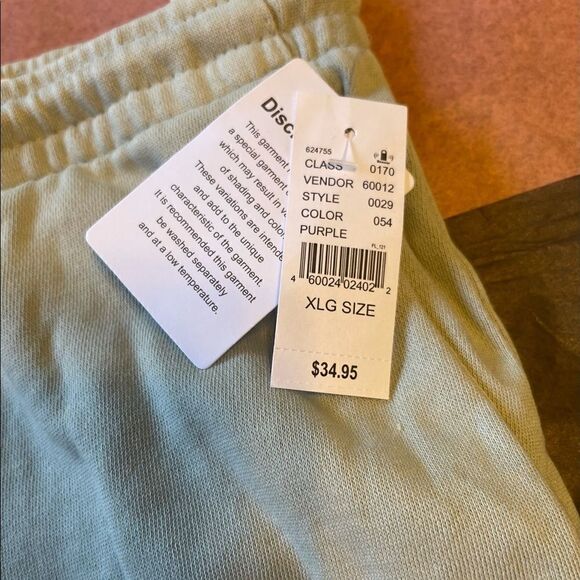 Disc
This garment
a special garment
which may result in
of shading and colo
These variations are intende
and add to the unique
characteristic of the garment.
It is recommended this garment
be washed separately
and at a low temperature.
624755
CLASS 0170
VENDOR 60012
STYLE 0029
COLOR 054
PURPLE
FL_121
4 60024 02402 2
XLG SIZE
$34.95